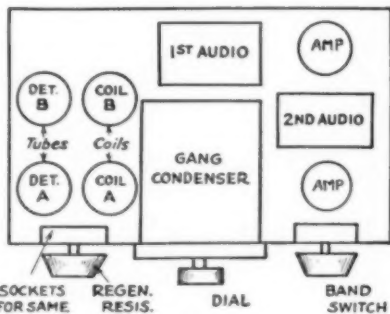 1ST AUDIO
AMP
DET.
B
COIL
B
Tubes
Coils
2ND AUDIO
GANG
CONDENSER
DET.
A
COIL
A
AMP
SOCKETS
FOR SAME
REGEN.
RESIS.
DIAL
BAND
SWITCH